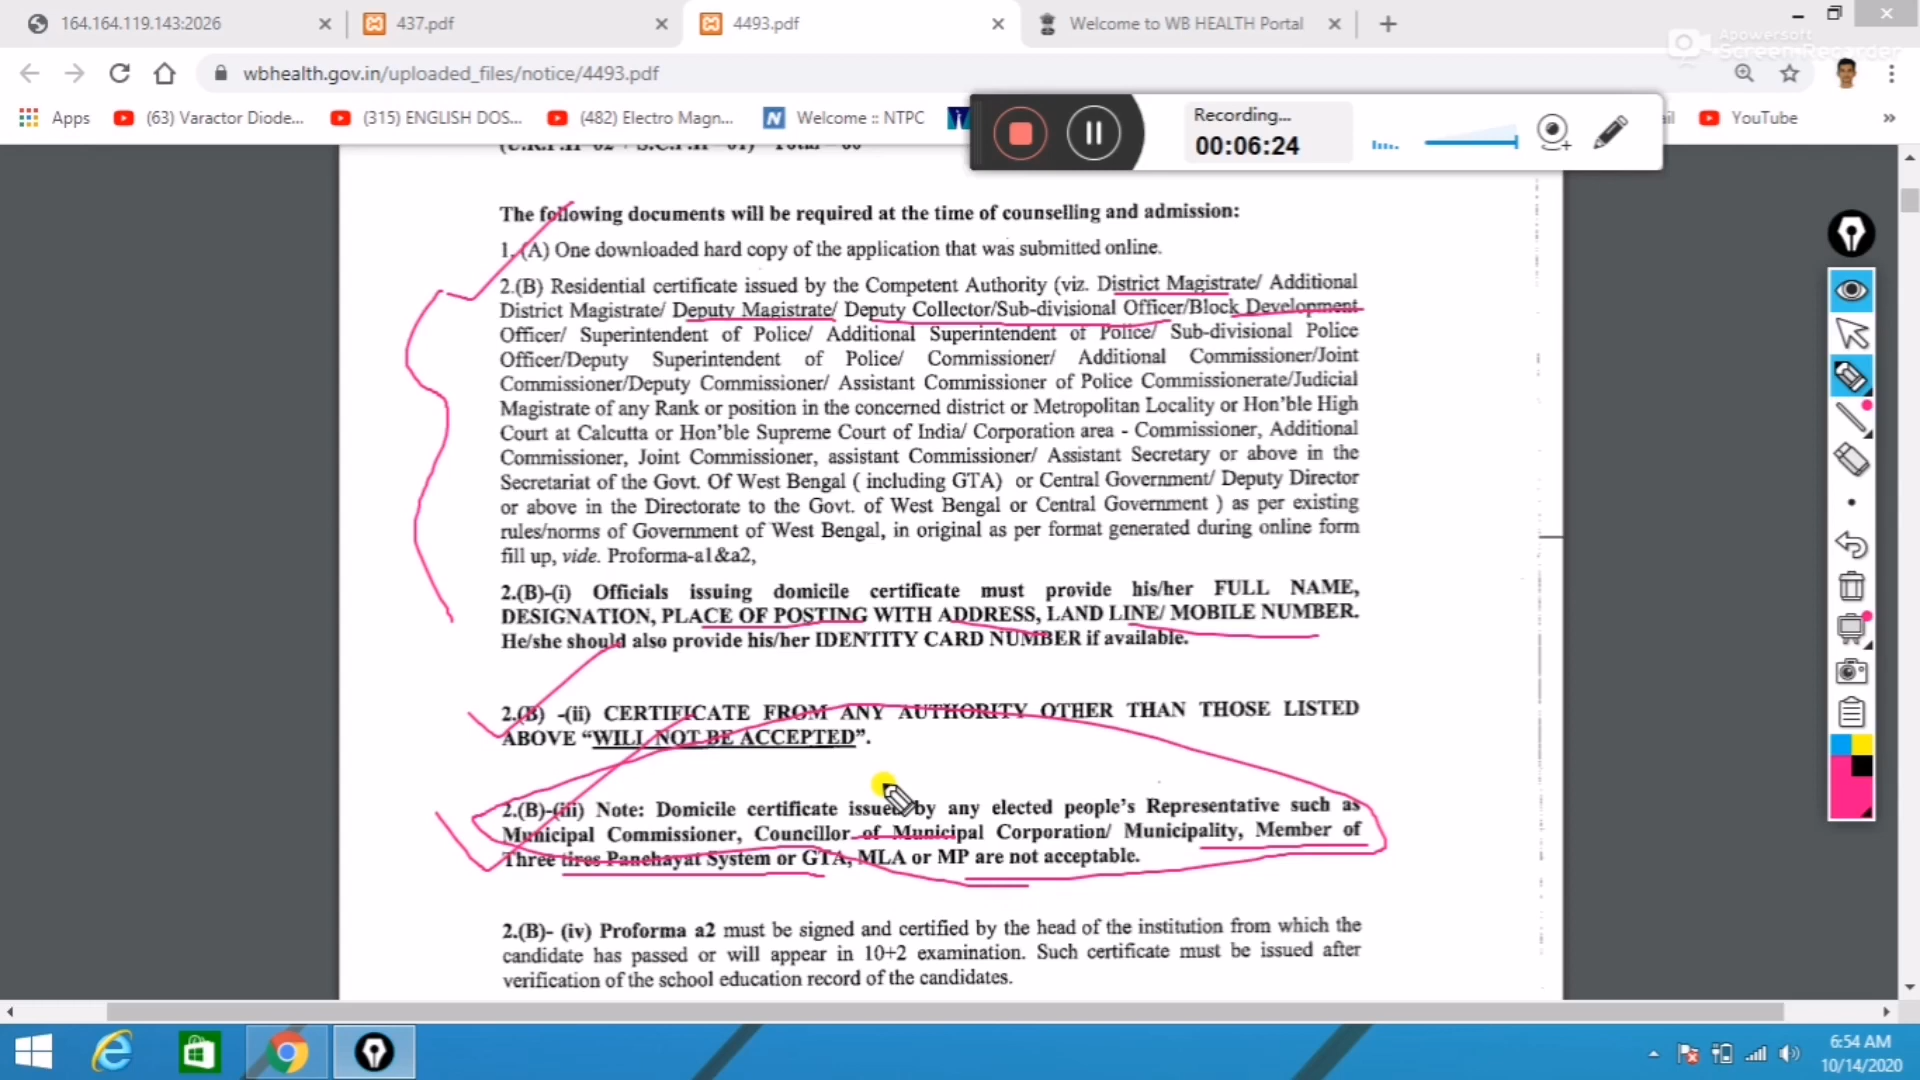 164.164.119.143:2026
437.pdf
4493.pdf
Welcome to WB HEALTH Portal
Apowersoft
Screen Recorder
wbhealth.gov.in/uploaded_files/notice/4493.pdf
Apps
(63) Varactor Diode...
(315) ENGLISH DOS...
(482) Electro Magn...
N
Welcome :: NTPC
Recording...
00:06:24
ail
YouTube
»
The following documents will be required at the time of counselling and admission:
1. (A) One downloaded hard copy of the application that was submitted online.
2.(B) Residential certificate issued by the Competent Authority (viz. District Magistrate/ Additional
District Magistrate/ Deputy Magistrate/ Deputy Collector/Sub-divisional Officer/Block Development
Officer/ Superintendent of Police/ Additional Superintendent of Police/ Sub-divisional Police
Officer/Deputy Superintendent of Police/ Commissioner/ Additional Commissioner/Joint
Commissioner/Deputy Commissioner/ Assistant Commissioner of Police Commissionerate/Judicial
Magistrate of any Rank or position in the concerned district or Metropolitan Locality or Hon'ble High
Court at Calcutta or Hon'ble Supreme Court of India/ Corporation area - Commissioner, Additional
Commissioner, Joint Commissioner, assistant Commissioner/ Assistant Secretary or above in the
Secretariat of the Govt. Of West Bengal ( including GTA) or Central Government/ Deputy Director
or above in the Directorate to the Govt. of West Bengal or Central Government ) as per existing
rules/norms of Government of West Bengal, in original as per format generated during online form
fill up, vide. Proforma-a1&a2,
2.(B)-(i) Officials issuing domicile certificate must provide his/her FULL NAME,
DESIGNATION, PLACE OF POSTING WITH ADDRESS, LAND LINE/ MOBILE NUMBER.
He/she should also provide his/her IDENTITY CARD NUMBER if available.
2.(B) -(ii) CERTIFICATE FROM ANY AUTHORITY OTHER THAN THOSE LISTED
ABOVE “WILL NOT BE ACCEPTED”.
2.(B)-(iii) Note: Domicile certificate issued by any elected people's Representative such as
Municipal Commissioner, Councillor of Municipal Corporation/ Municipality, Member of
Three tires Panchayat System or GTA, MLA or MP are not acceptable.
2.(B)- (iv) Proforma a2 must be signed and certified by the head of the institution from which the
candidate has passed or will appear in 10+2 examination. Such certificate must be issued after
verification of the school education record of the candidates.
6:54 AM
10/14/2020